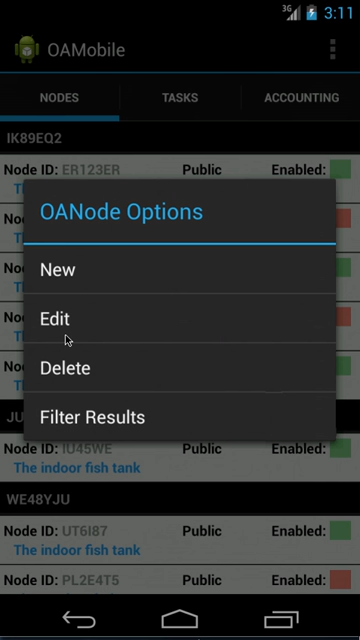 3G 3:11
OAMobile
NODES TASKS ACCOUNTING
IK89EQ2
Node ID: ER123ER Public Enabled:
OANode Options
New
Edit
Delete
Filter Results
JU
Node ID: IU45WE Public Enabled:
The indoor fish tank
WE48YJU
Node ID: UT6I87 Public Enabled:
The indoor fish tank
Node ID: PL2E4T5 Public Enabled: